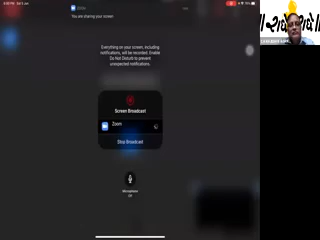 You are sharing your screen
Everything on your screen, including
notifications, will be recorded. Enable
Do Not Disturb to prevent
unexpected notifications.
Screen Broadcast
Zoom
Stop Broadcast
Microphone
Off